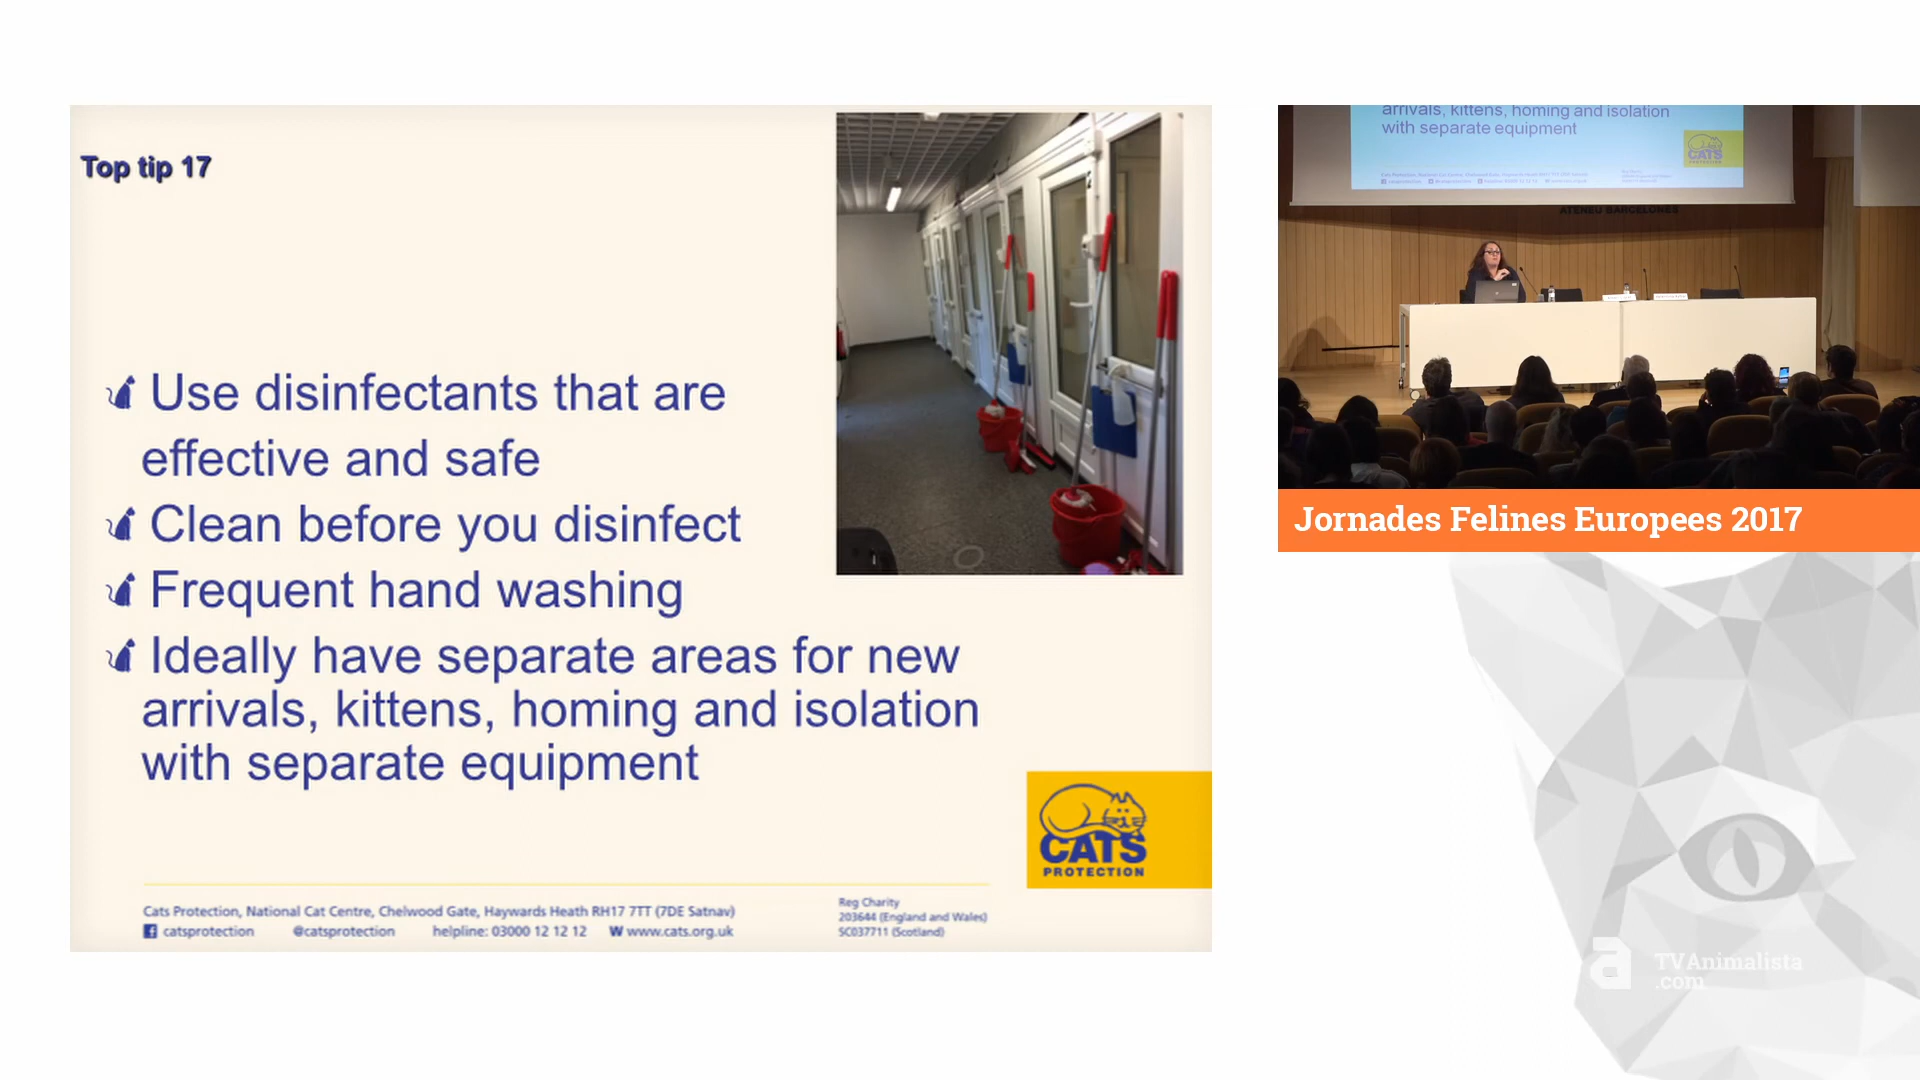 Top tip 17
Use disinfectants that are
effective and safe
Clean before you disinfect
Frequent hand washing
Ideally have separate areas for new
arrivals, kittens, homing and isolation
with separate equipment
CATS
PROTECTION
Cats Protection, National Cat Centre, Chelwood Gate, Haywards Heath RH17 7TT (7DE Satnav)
catsprotection @catsprotection helpline: 03000 12 12 12 W www.cats.org.uk
Reg Charity
203644 (England and Wales)
SC037711 (Scotland)
arrivals, kittens, homing and isolation
with separate equipment
CATS
PROTECTION
ATENEU BARCELONÈS
Jornades Felines Europees 2017
TVAnimalista
.com